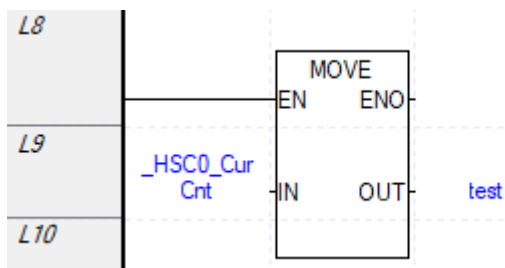 L8
MOVE
EN ENO
L9
_HSC0_Cur
Cnt
IN OUT test
L10